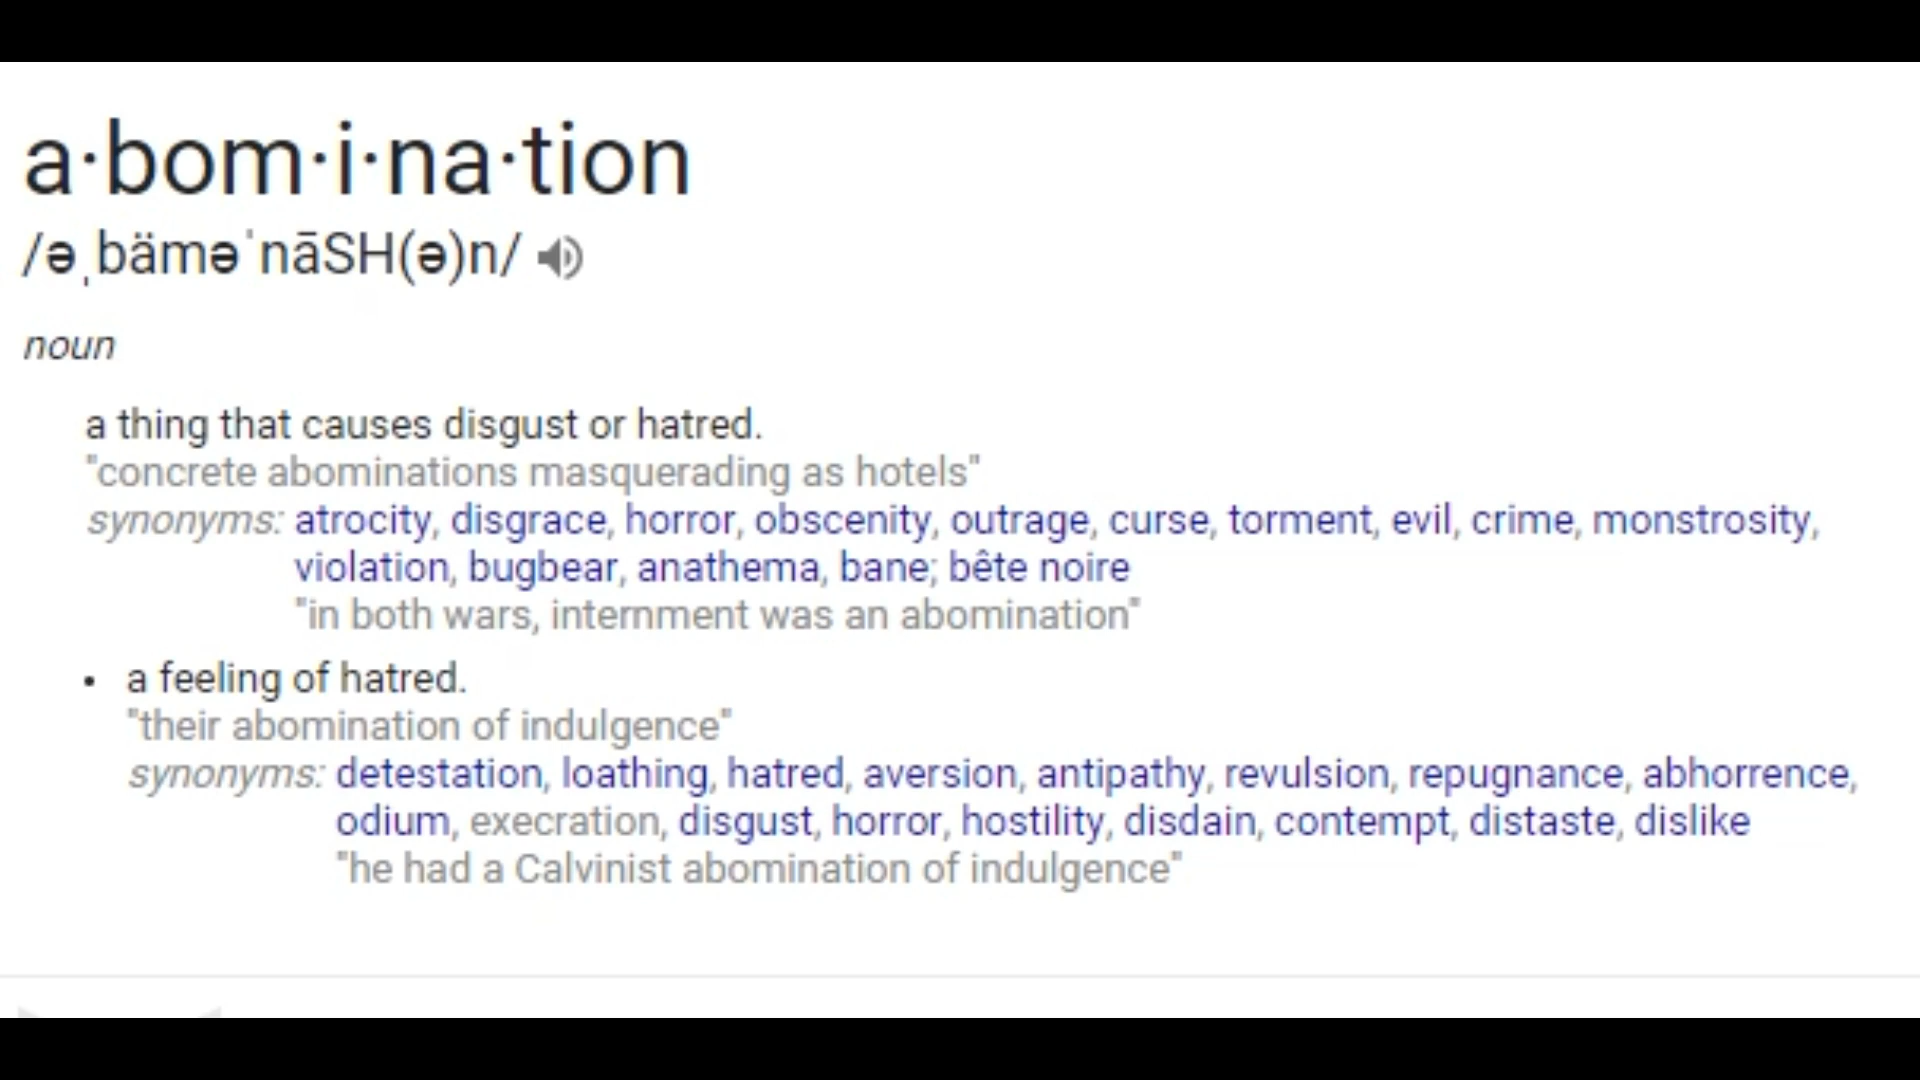 a·bom·i·na·tion
/əˌbäməˈnāSH(ə)n/
noun
a thing that causes disgust or hatred.
"concrete abominations masquerading as hotels"
synonyms: atrocity, disgrace, horror, obscenity, outrage, curse, torment, evil, crime, monstrosity,
violation, bugbear, anathema, bane; bête noire
"in both wars, internment was an abomination"
• a feeling of hatred.
"their abomination of indulgence"
synonyms: detestation, loathing, hatred, aversion, antipathy, revulsion, repugnance, abhorrence,
odium, execration, disgust, horror, hostility, disdain, contempt, distaste, dislike
"he had a Calvinist abomination of indulgence"